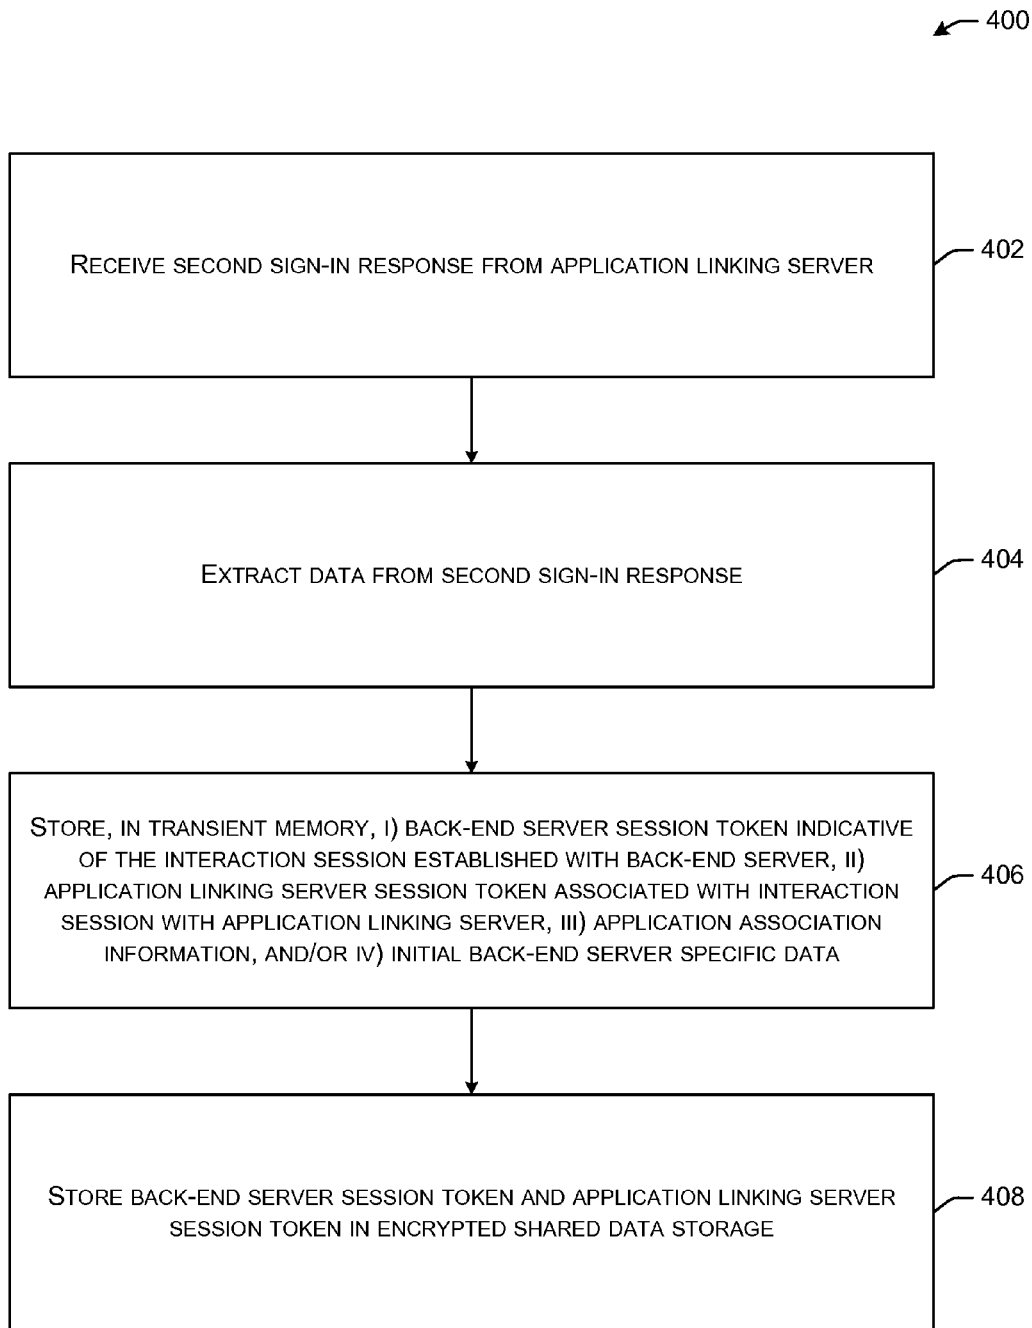 400
RECEIVE SECOND SIGN-IN RESPONSE FROM APPLICATION LINKING SERVER
402
EXTRACT DATA FROM SECOND SIGN-IN RESPONSE
404
STORE, IN TRANSIENT MEMORY, I) BACK-END SERVER SESSION TOKEN INDICATIVE
OF THE INTERACTION SESSION ESTABLISHED WITH BACK-END SERVER, II)
APPLICATION LINKING SERVER SESSION TOKEN ASSOCIATED WITH INTERACTION
SESSION WITH APPLICATION LINKING SERVER, III) APPLICATION ASSOCIATION
INFORMATION, AND/OR IV) INITIAL BACK-END SERVER SPECIFIC DATA
406
STORE BACK-END SERVER SESSION TOKEN AND APPLICATION LINKING SERVER
SESSION TOKEN IN ENCRYPTED SHARED DATA STORAGE
408